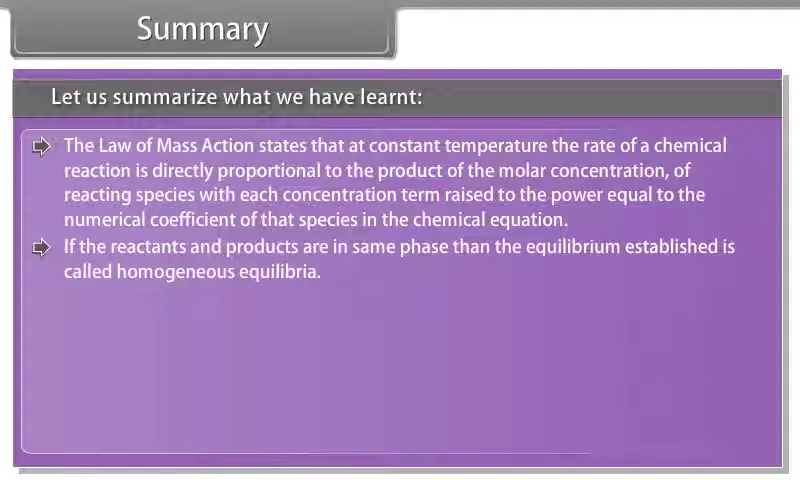 Summary
Let us summarize what we have learnt:
The Law of Mass Action states that at constant temperature the rate of a chemical
reaction is directly proportional to the product of the molar concentration, of
reacting species with each concentration term raised to the power equal to the
numerical coefficient of that species in the chemical equation.
If the reactants and products are in same phase than the equilibrium established is
called homogeneous equilibria.